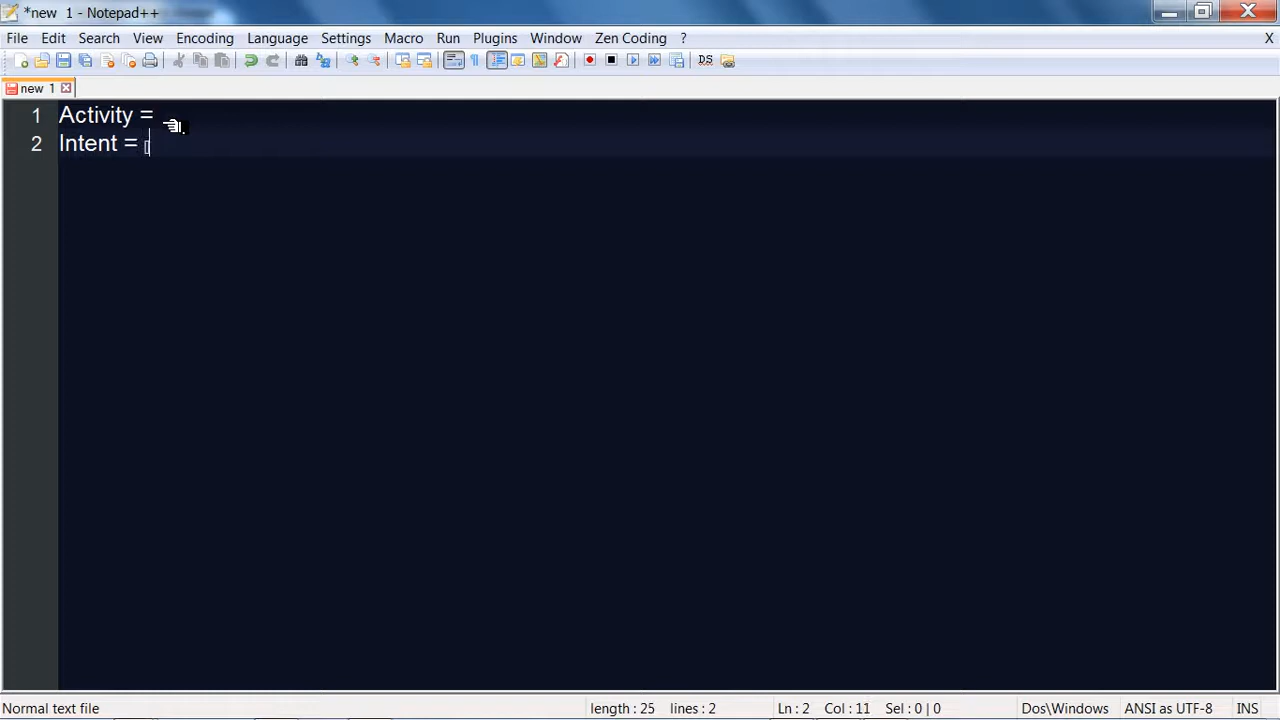 *new  1 - Notepad++
File Edit Search View Encoding Language Settings Macro Run Plugins Window Zen Coding ? X
DS
new 1
1 Activity =
2 Intent =
Normal text file length : 25 lines : 2 Ln : 2 Col : 11 Sel : 0 | 0 Dos\Windows ANSI as UTF-8 INS